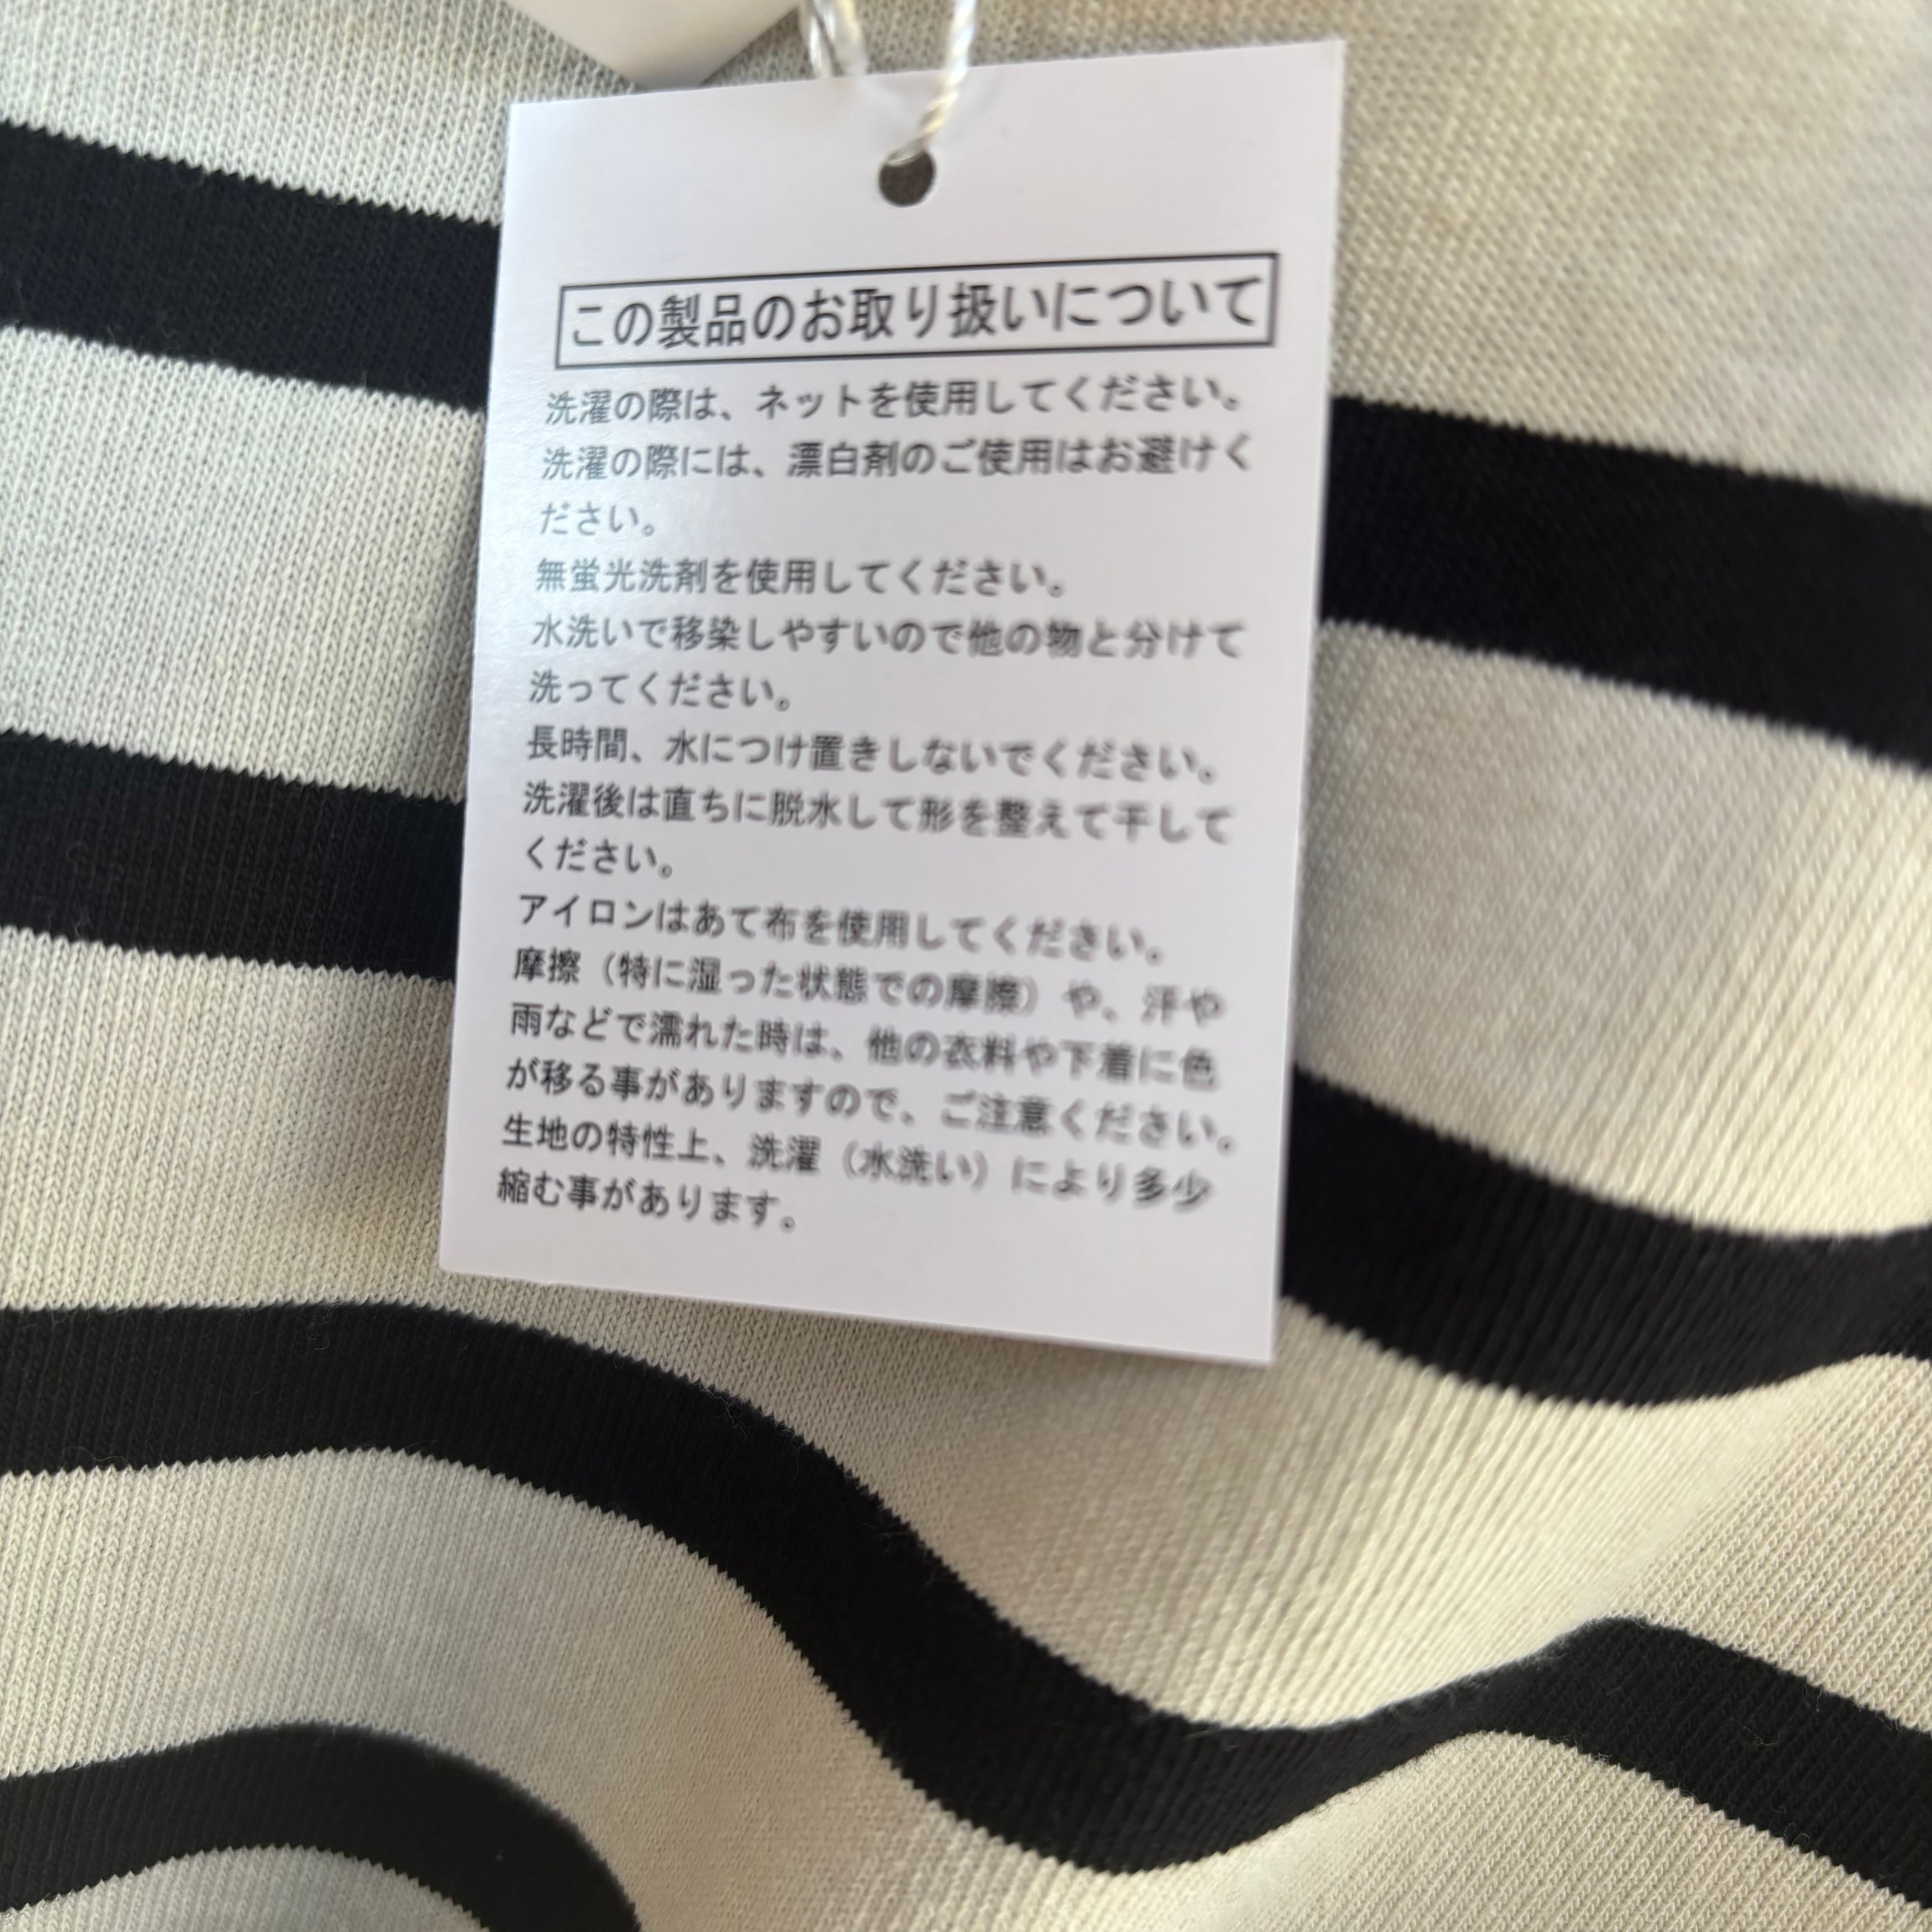 この製品のお取り扱いについて
洗濯の際は、ネットを使用してください。
洗濯の際には、漂白剤のご使用はお避けく
ださい。
無蛍光洗剤を使用してください。
水洗いで移染しやすいので他の物と分けて
洗ってください。
長時間、水につけ置きしないでください。
洗濯後は直ちに脱水して形を整えて干して
ください。
アイロンはあて布を使用してください。
摩擦（特に湿った状態での摩擦）や、汗や
雨などで濡れた時は、他の衣料や下着に色
が移る事がありますので、ご注意ください。
生地の特性上、洗濯（水洗い）により多少
縮む事があります。